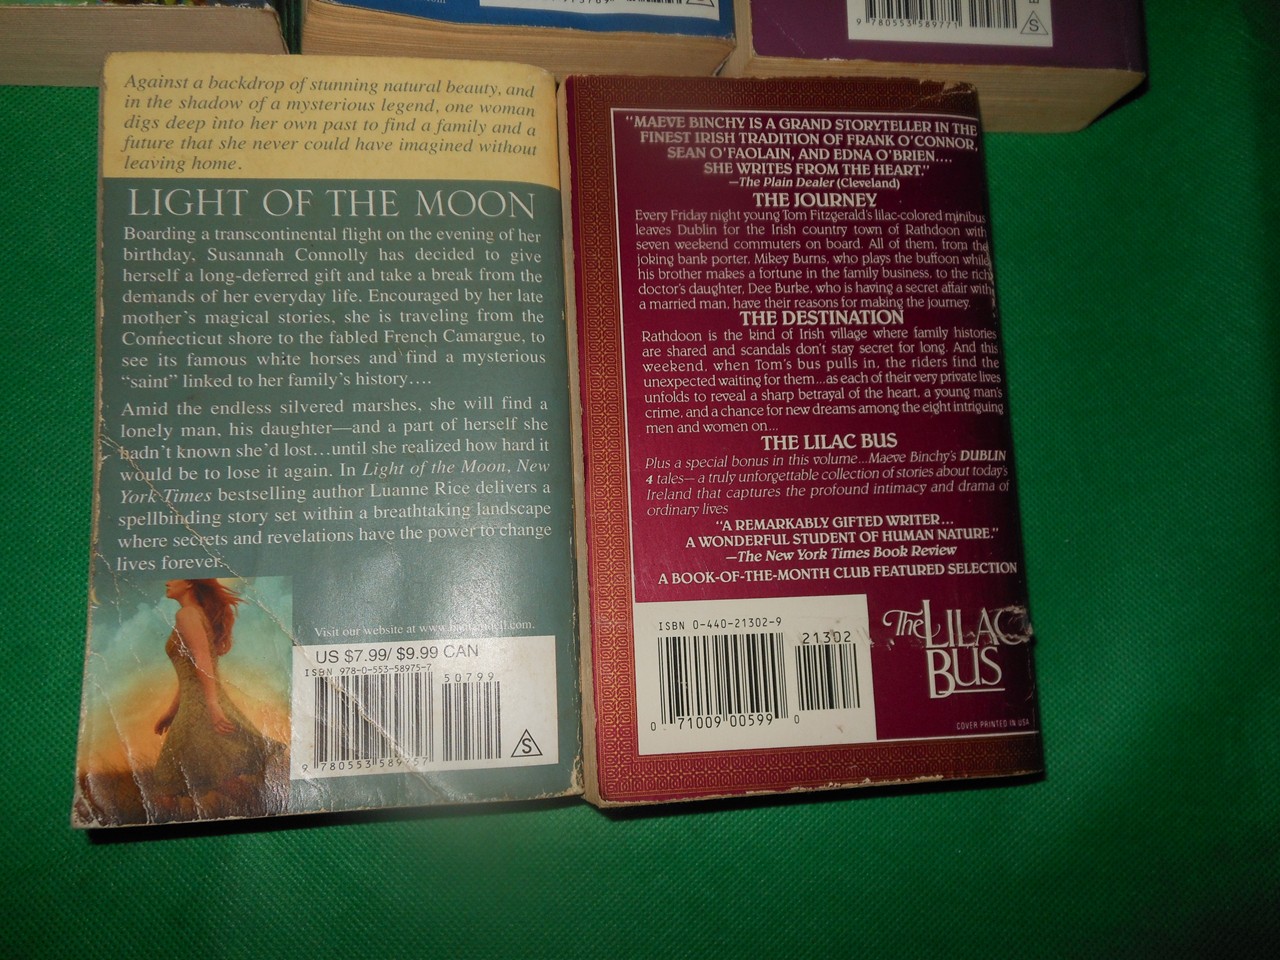 9 780553 589771
S
Against a backdrop of stunning natural beauty, and
in the shadow of a mysterious legend, one woman
digs deep into her own past to find a family and a
future that she never could have imagined without
leaving home.
LIGHT OF THE MOON
Boarding a transcontinental flight on the evening of her
birthday, Susannah Connolly has decided to give
herself a long-deferred gift and take a break from the
demands of her everyday life. Encouraged by her late
mother's magical stories, she is traveling from the
Connecticut shore to the fabled French Camargue, to
see its famous white horses and find a mysterious
"saint" linked to her family's history....
Amid the endless silvered marshes, she will find a
lonely man, his daughter—and a part of herself she
hadn't known she'd lost...until she realized how hard it
would be to lose it again. In Light of the Moon, New
York Times bestselling author Luanne Rice delivers a
spellbinding story set within a breathtaking landscape
where secrets and revelations have the power to change
lives forever.
Visit our website at
US $7.99/ $9.99 CAN
ISBN 978-0-553-58975-7
50799
9 780553 589757
S
"MAEVE BINCHY IS A GRAND STORYTELLER IN THE
FINEST IRISH TRADITION OF FRANK O'CONNOR,
SEAN O'FAOLAIN, AND EDNA O'BRIEN....
SHE WRITES FROM THE HEART."
—The Plain Dealer (Cleveland)
THE JOURNEY
Every Friday night young Tom Fitzgerald's lilac-colored minibus
leaves Dublin for the Irish country town of Rathdoon with
seven weekend commuters on board. All of them, from the
joking bank porter, Mikey Burns, who plays the buffoon while
his brother makes a fortune in the family business, to the rich
doctor's daughter, Dee Burke, who is having a secret affair with
a married man, have their reasons for making the journey.
THE DESTINATION
Rathdoon is the kind of Irish village where family histories
are shared and scandals don't stay secret for long. And this
weekend, when Tom's bus pulls in, the riders find the
unexpected waiting for them...as each of their very private lives
unfolds to reveal a sharp betrayal of the heart, a young man's
crime, and a chance for new dreams among the eight intriguing
men and women on...
THE LILAC BUS
Plus a special bonus in this volume...Maeve Binchy's DUBLIN
4 tales—a truly unforgettable collection of stories about today's
Ireland that captures the profound intimacy and drama of
ordinary lives
"A REMARKABLY GIFTED WRITER...
A WONDERFUL STUDENT OF HUMAN NATURE."
—The New York Times Book Review
A BOOK-OF-THE-MONTH CLUB FEATURED SELECTION
ISBN 0-440-21302-9
21302
0 71009 00599 0
The LILAC
BUS
COVER PRINTED IN USA